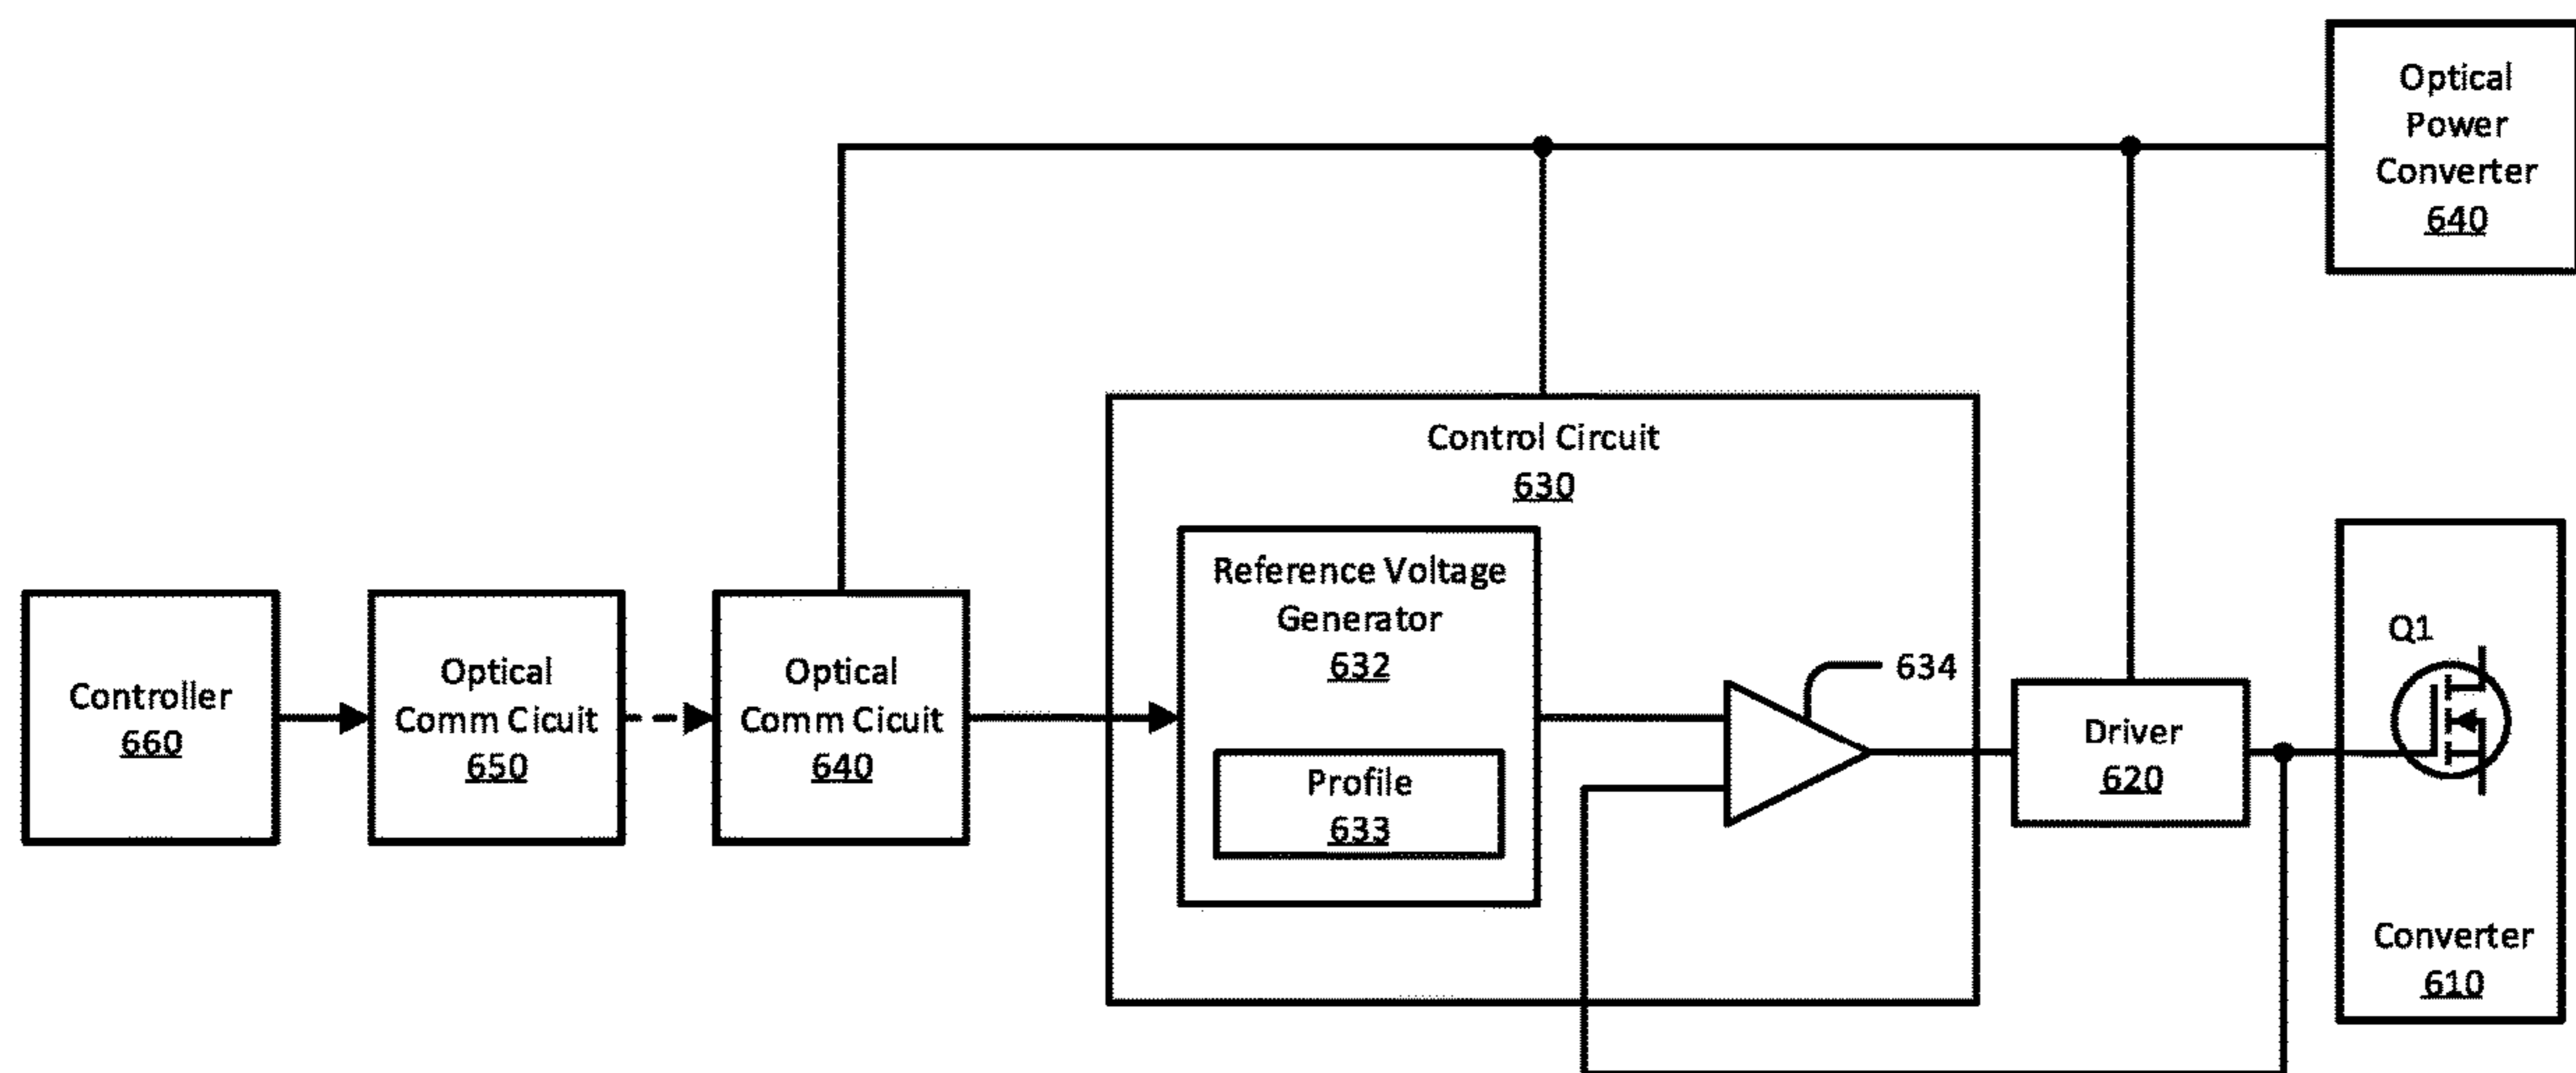 Optical
Power
Converter
640
Control Circuit
630
Reference Voltage
Generator
632
Profile
633
634
Controller
660
Optical
Comm Cicuit
650
Optical
Comm Cicuit
640
Driver
620
Q1
Converter
610